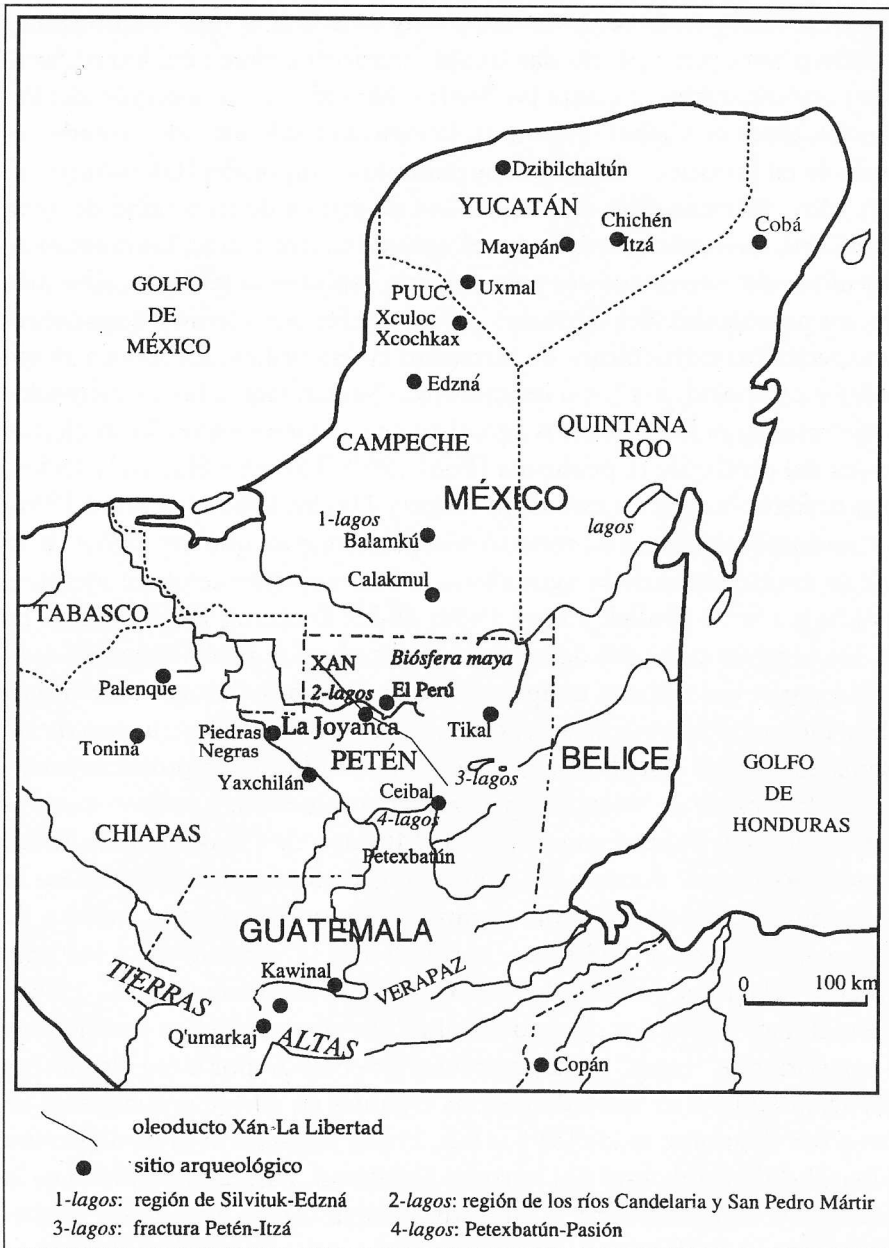 Dzibilchaltún
YUCATÁN
Chichén
Itzá
Cobá
Mayapán
GOLFO
DE
MÉXICO
PUUC
Uxmal
Xculoc
Xcochkax
Edzná
QUINTANA
ROO
CAMPECHE
MÉXICO
1-lagos
lagos
Balamkú
Calakmul
TABASCO
XAN
Biósfera maya
Palenque
2-lagos
El Perú
La Joyanca
Piedras
Negras
Toniná
Tikal
PETÉN
BELICE
3-lagos
GOLFO
DE
HONDURAS
Yaxchilán
Ceibal
4-lagos
CHIAPAS
Petexbatún
GUATEMALA
Kawinal
VERAPAZ
TIERRAS
ALTAS
Q'umarkaj
0 100 km
Copán
oleoducto Xán-La Libertad
sitio arqueológico
1-lagos: región de Silvituk-Edzná 2-lagos: región de los ríos Candelaria y San Pedro Mártir
3-lagos: fractura Petén-Itzá 4-lagos: Petexbatún-Pasión